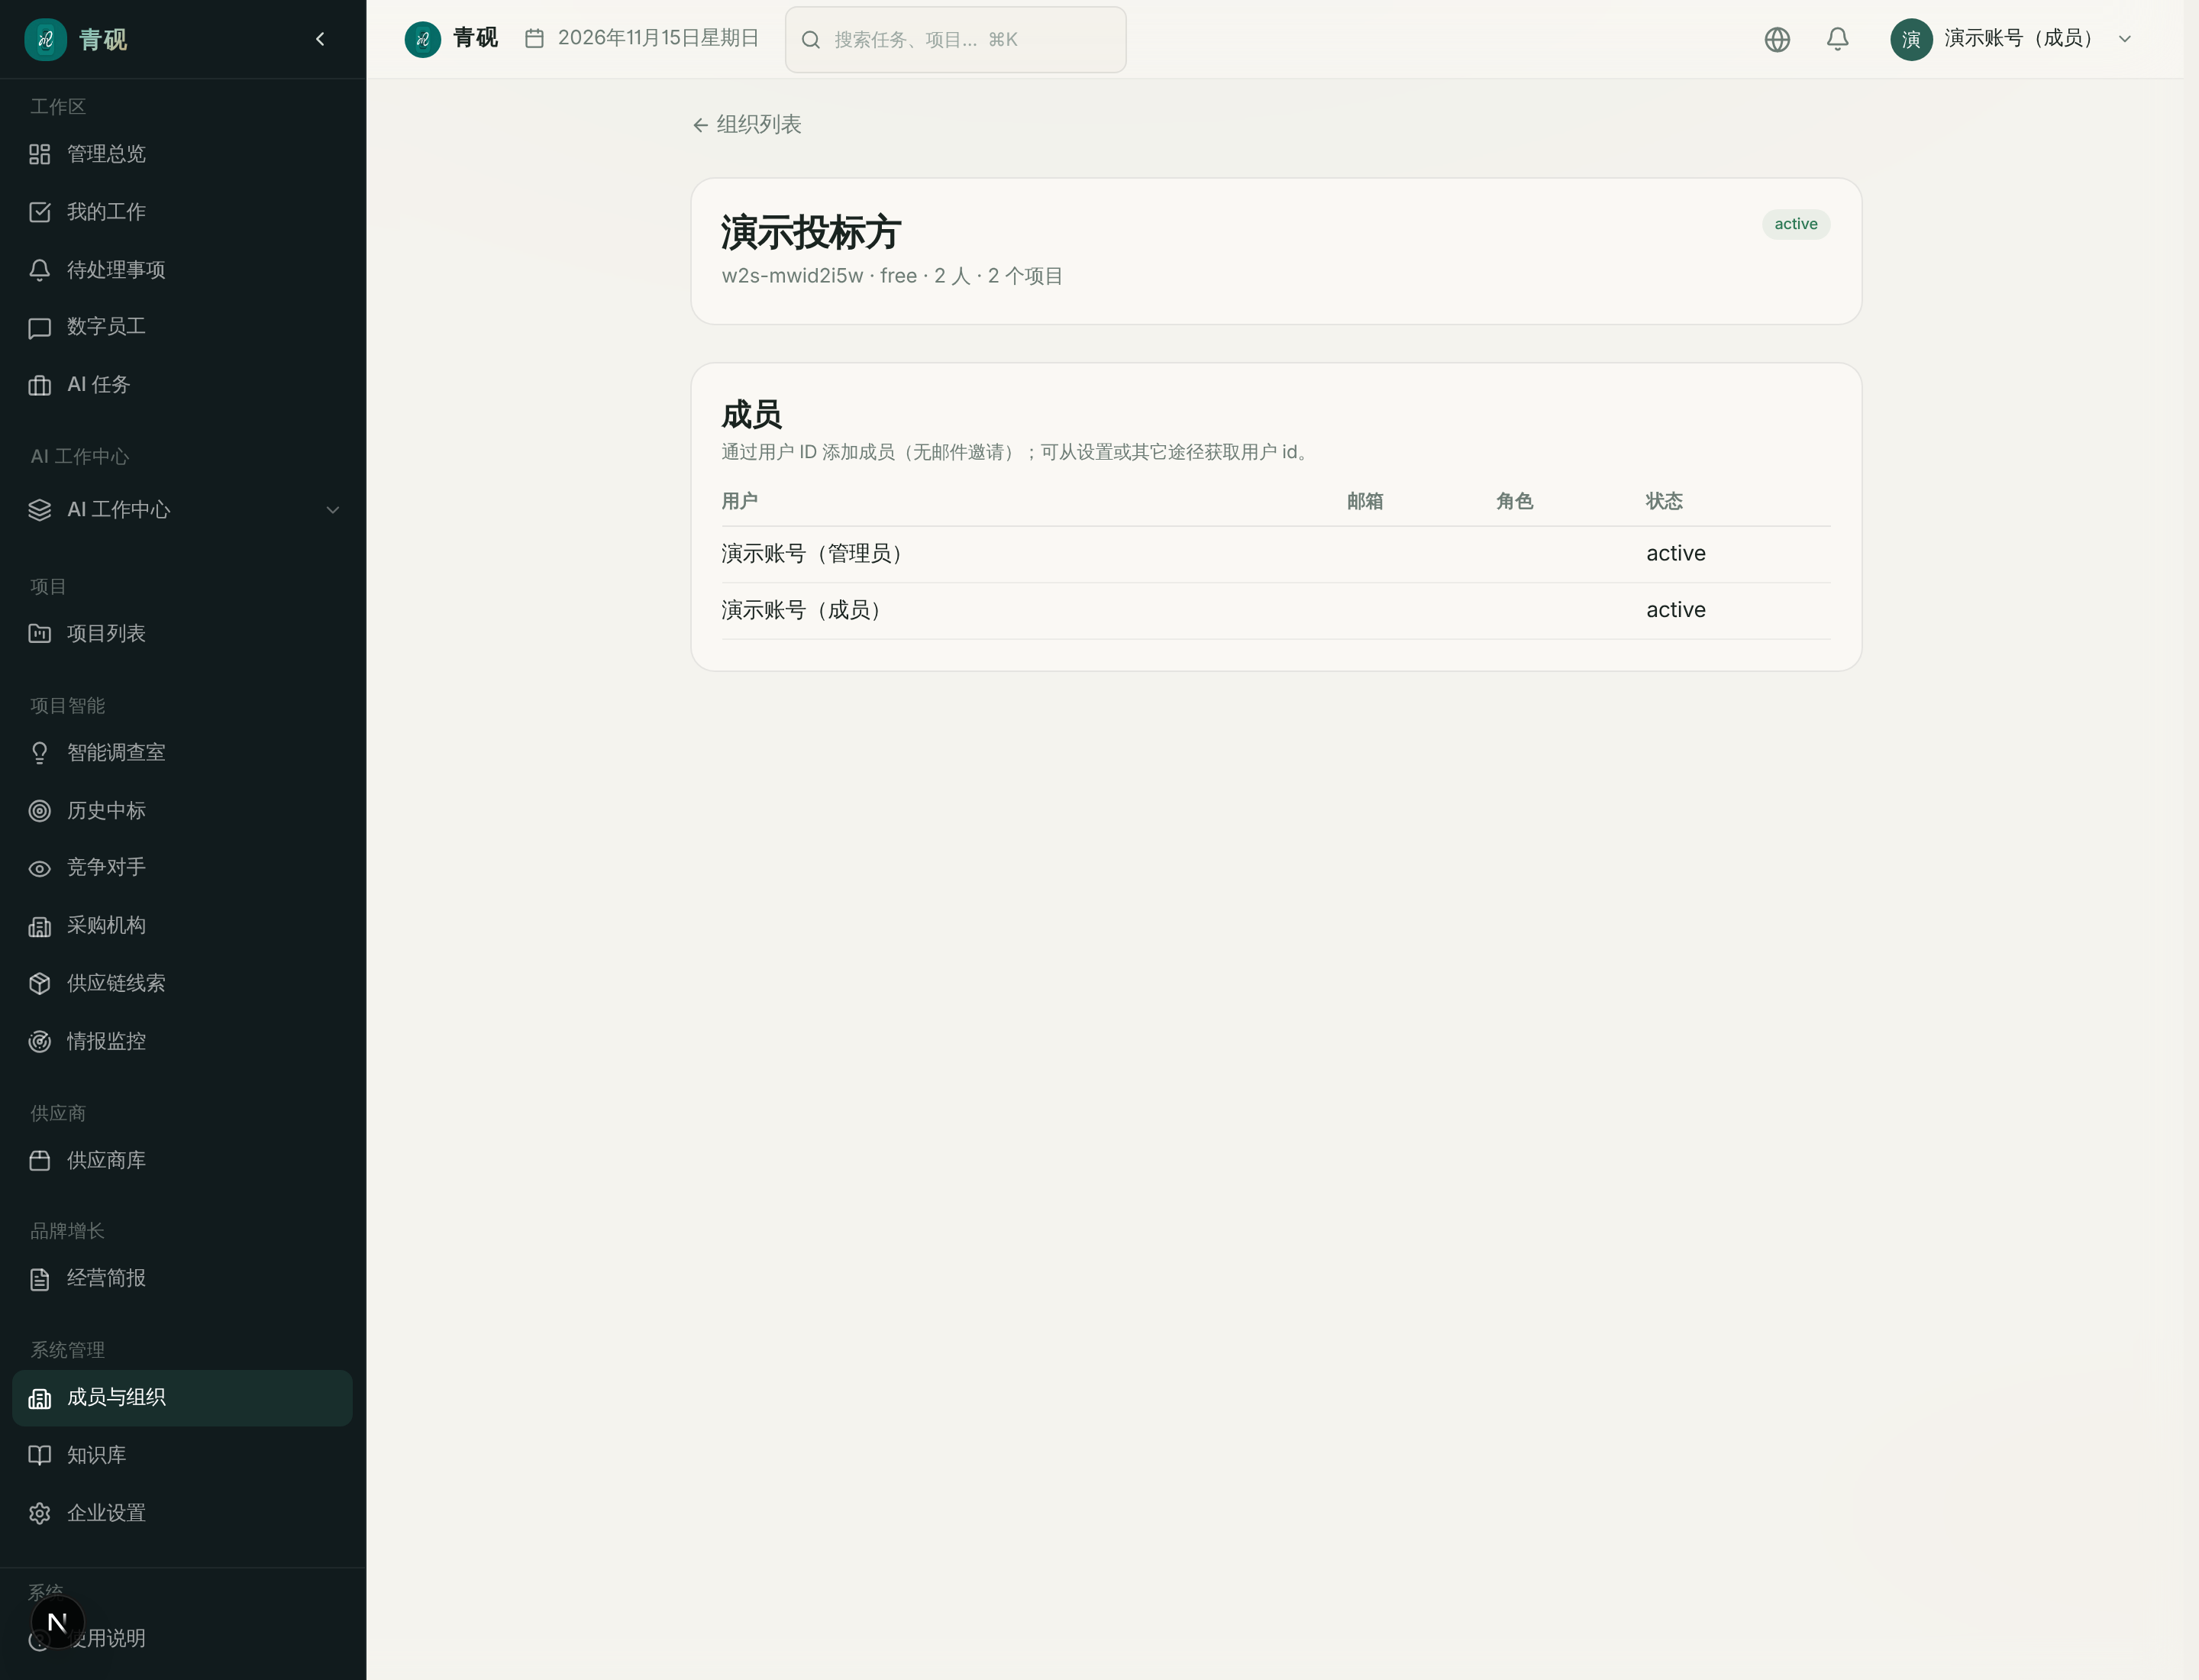 青砚
工作区
管理总览
我的工作
待处理事项
数字员工
AI 任务
AI 工作中心
AI 工作中心
项目
项目列表
项目智能
智能调查室
历史中标
竞争对手
采购机构
供应链线索
情报监控
供应商
供应商库
品牌增长
经营简报
系统管理
成员与组织
知识库
企业设置
系统
N
使用说明
青砚 2026年11月15日星期日 搜索任务、项目... ⌘K 演 演示账号（成员）
← 组织列表
演示投标方 active
w2s-mwid2i5w · free · 2 人 · 2 个项目
成员
通过用户 ID 添加成员（无邮件邀请）；可从设置或其它途径获取用户 id。
用户 邮箱 角色 状态
演示账号（管理员） active
演示账号（成员） active